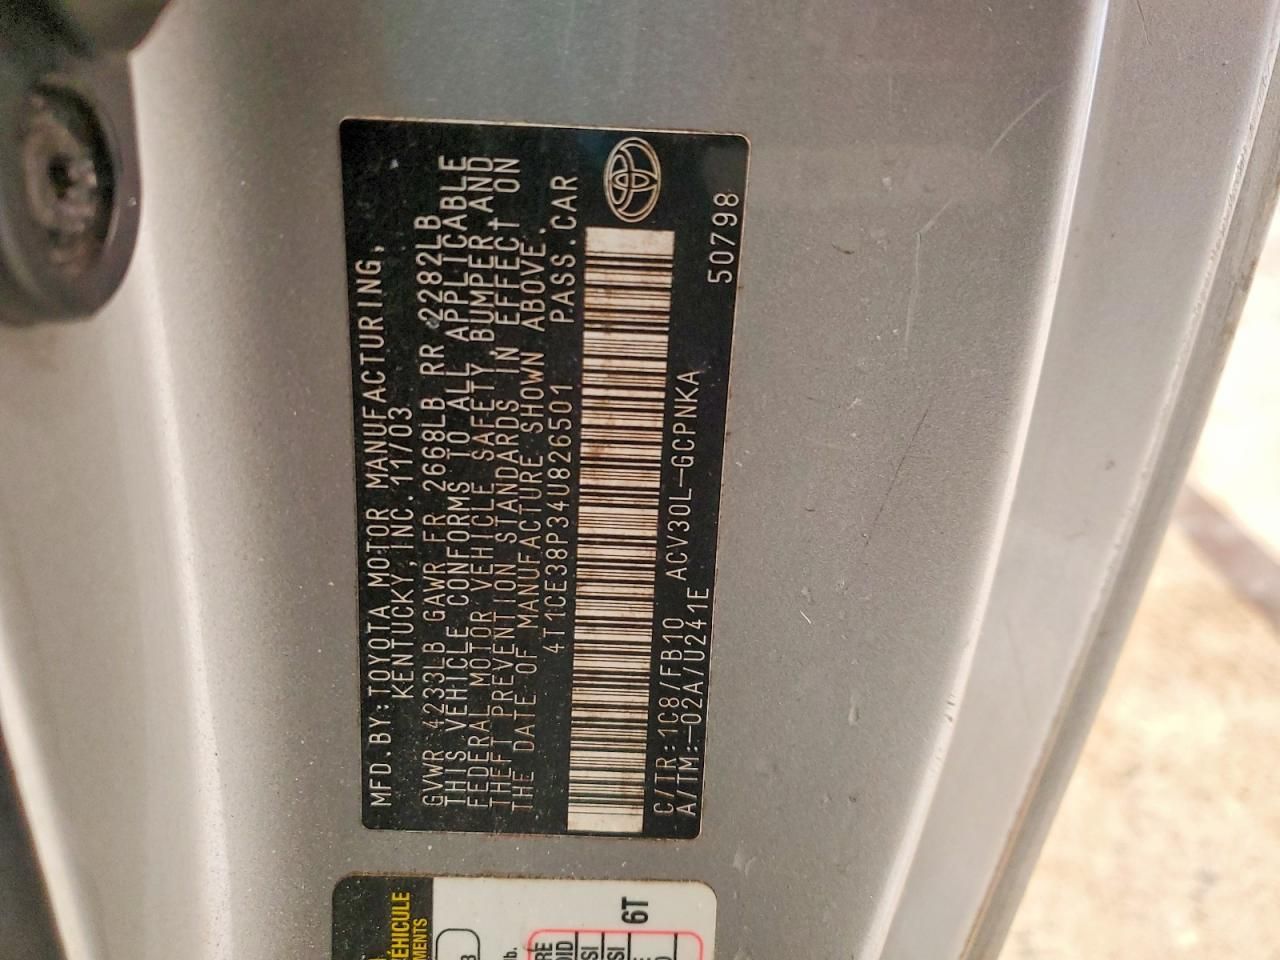 MFD.BY:TOYOTA MOTOR MANUFACTURING,
KENTUCKY,INC.11/03
GVWR 4233LB GAWR FR 2668LB RR 2282LB
THIS VEHICLE CONFORMS TO ALL APPLICABLE
FEDERAL MOTOR VEHICLE SAFETY,BUMPER AND
THEFT PREVENTION STANDARDS IN EFFECT ON
THE DATE OF MANUFACTURE SHOWN ABOVE.
4T1CE38P34U826501 PASS.CAR
C/TR:1C8/FB10 ACV30L-GCPNKA
A/TM:-02A/U241E 50798
6T